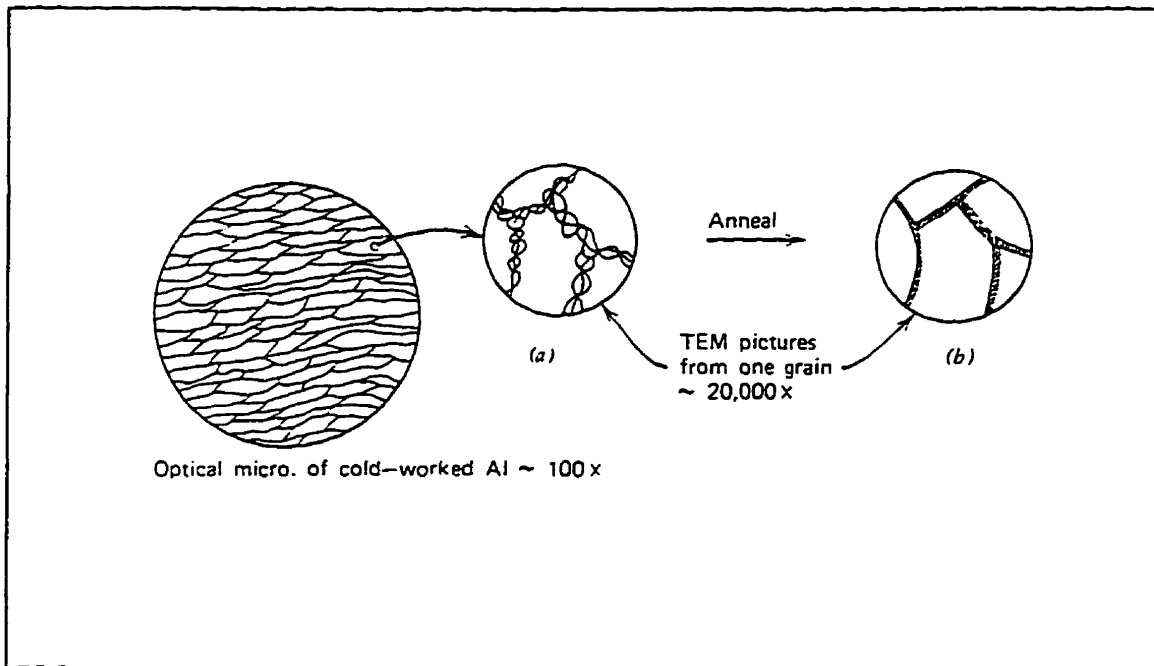 Anneal
(a)
TEM pictures
from one grain
~ 20,000 x
(b)
Optical micro. of cold-worked Al ~ 100 x